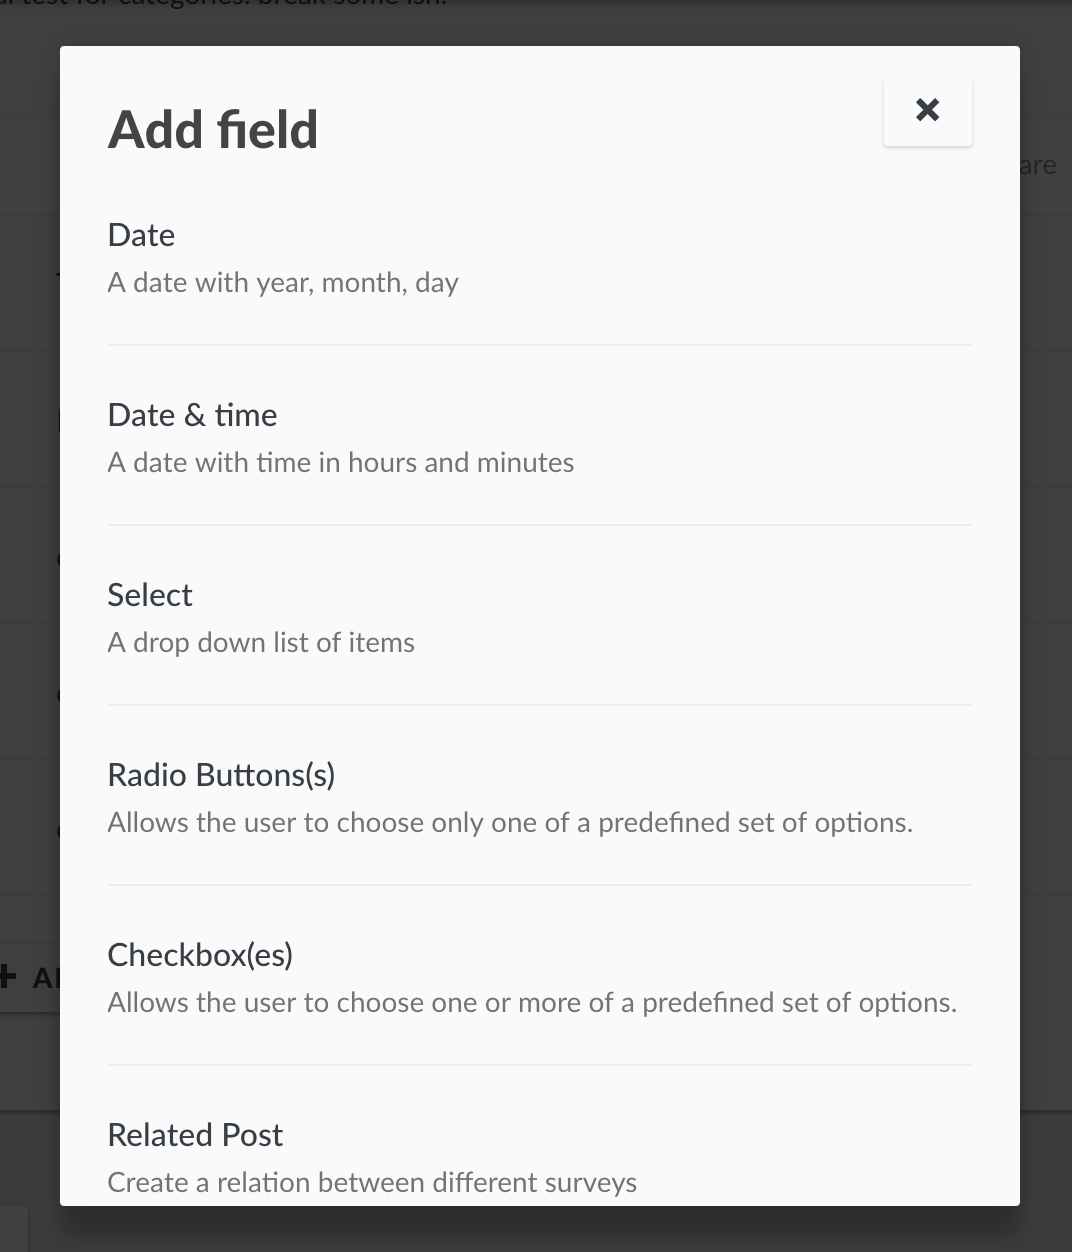 Add field
are
Date
A date with year, month, day
Date & time
A date with time in hours and minutes
Select
A drop down list of items
Radio Buttons(s)
Allows the user to choose only one of a predefined set of options.
Checkbox(es)
Allows the user to choose one or more of a predefined set of options.
Related Post
Create a relation between different surveys